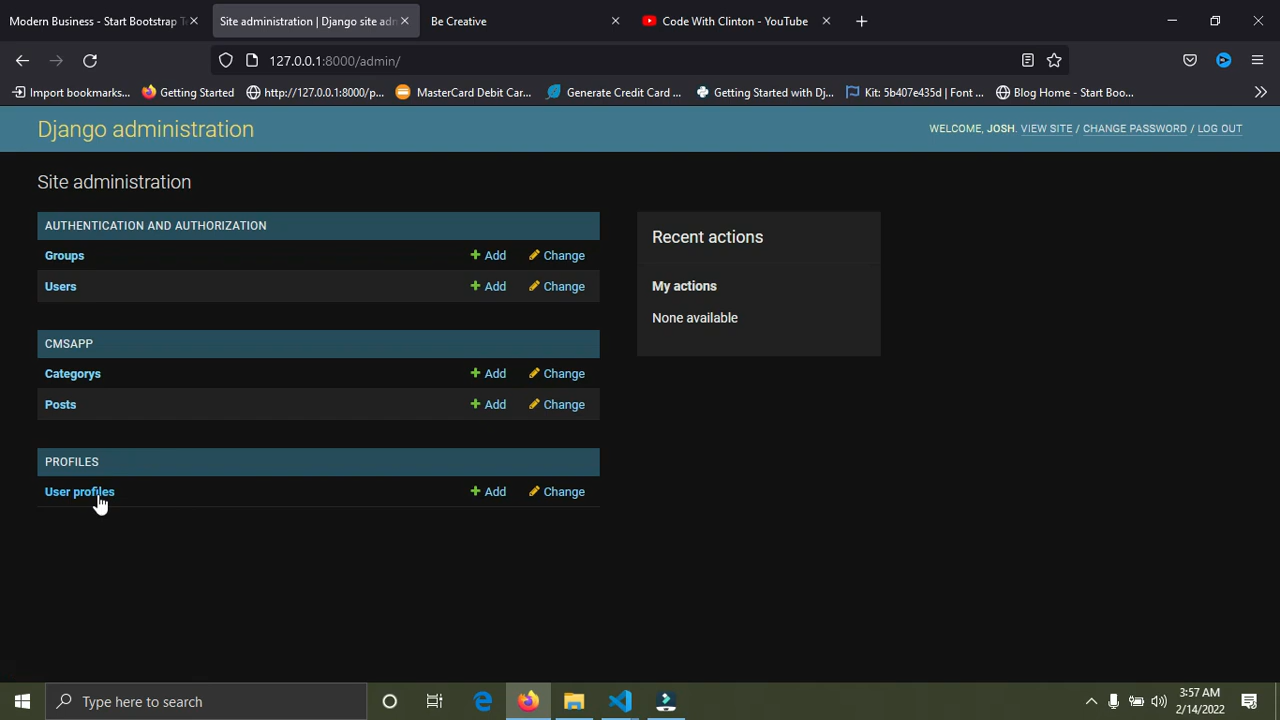 Modern Business - Start Bootstrap Te
Site administration | Django site adm
Be Creative
Code With Clinton - YouTube
127.0.0.1:8000/admin/
Import bookmarks...
Getting Started
http://127.0.0.1:8000/p...
MasterCard Debit Car...
Generate Credit Card ...
Getting Started with Dj...
Kit: 5b407e435d | Font ...
Blog Home - Start Boo...
Django administration
WELCOME, JOSH. VIEW SITE / CHANGE PASSWORD / LOG OUT
Site administration
AUTHENTICATION AND AUTHORIZATION
Groups Add Change
Users Add Change
CMSAPP
Categorys Add Change
Posts Add Change
PROFILES
User profiles Add Change
Recent actions
My actions
None available
Type here to search
3:57 AM
2/14/2022